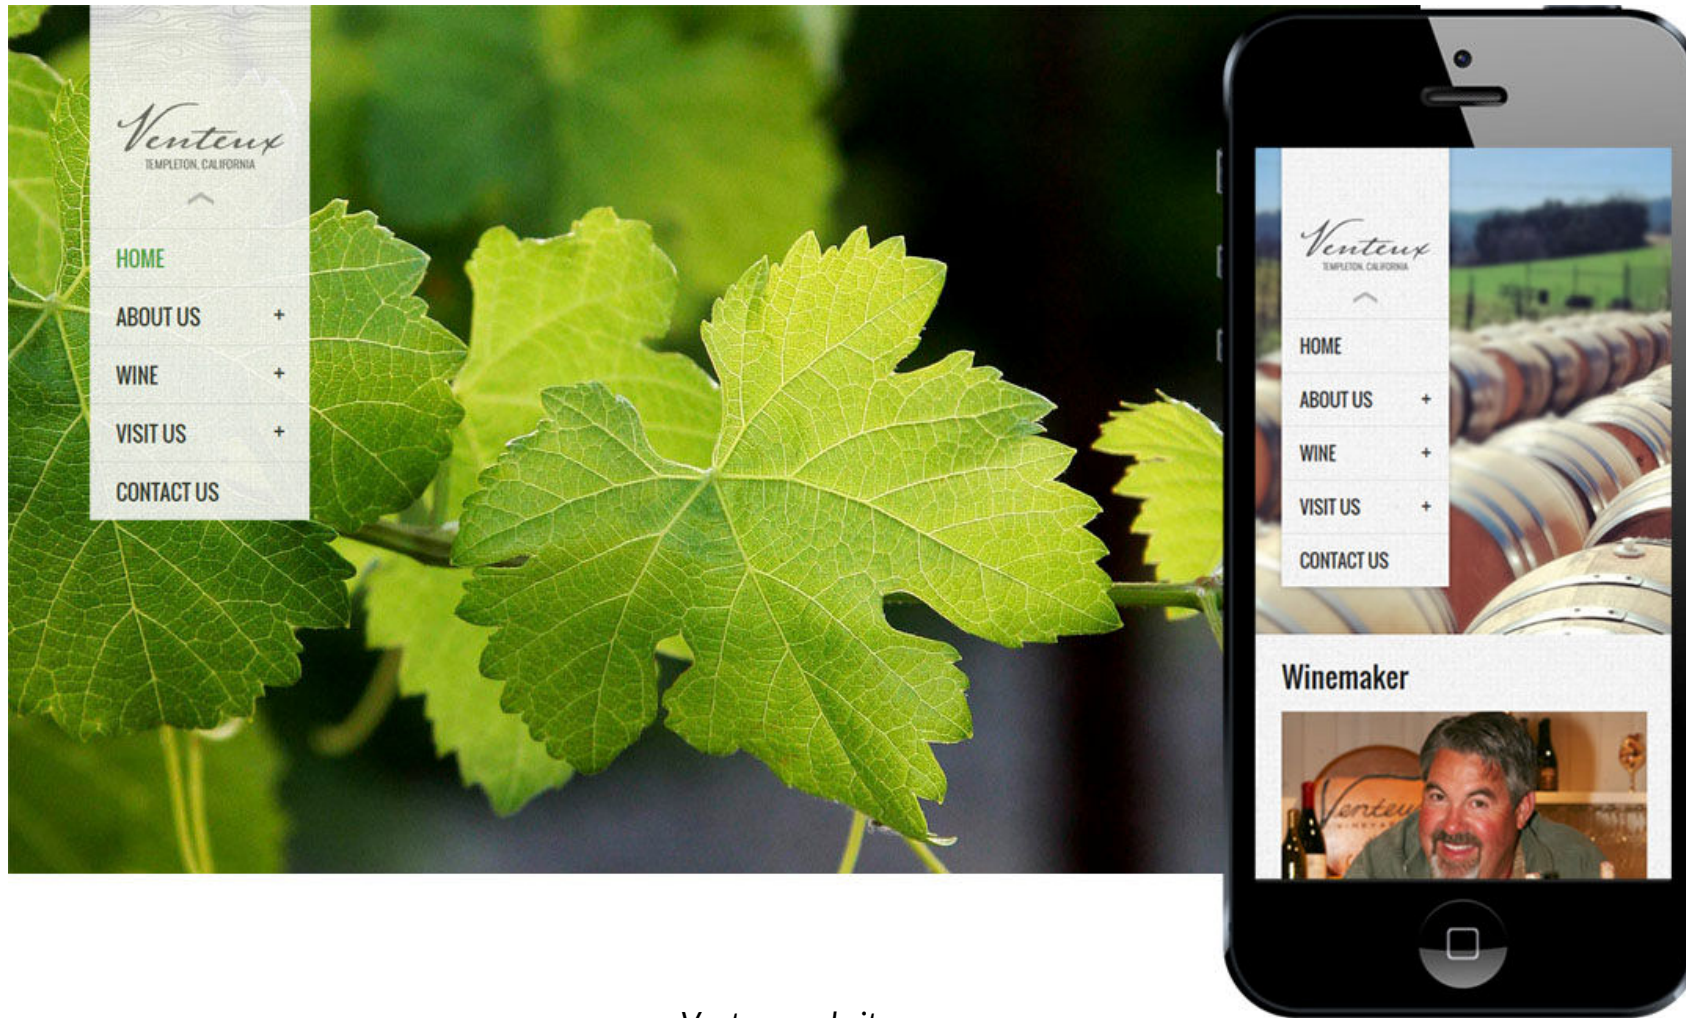 Venteux
TEMPLETON, CALIFORNIA
HOME
ABOUT US +
WINE +
VISIT US +
CONTACT US
Venteux
TEMPLETON, CALIFORNIA
HOME
ABOUT US +
WINE +
VISIT US +
CONTACT US
Winemaker